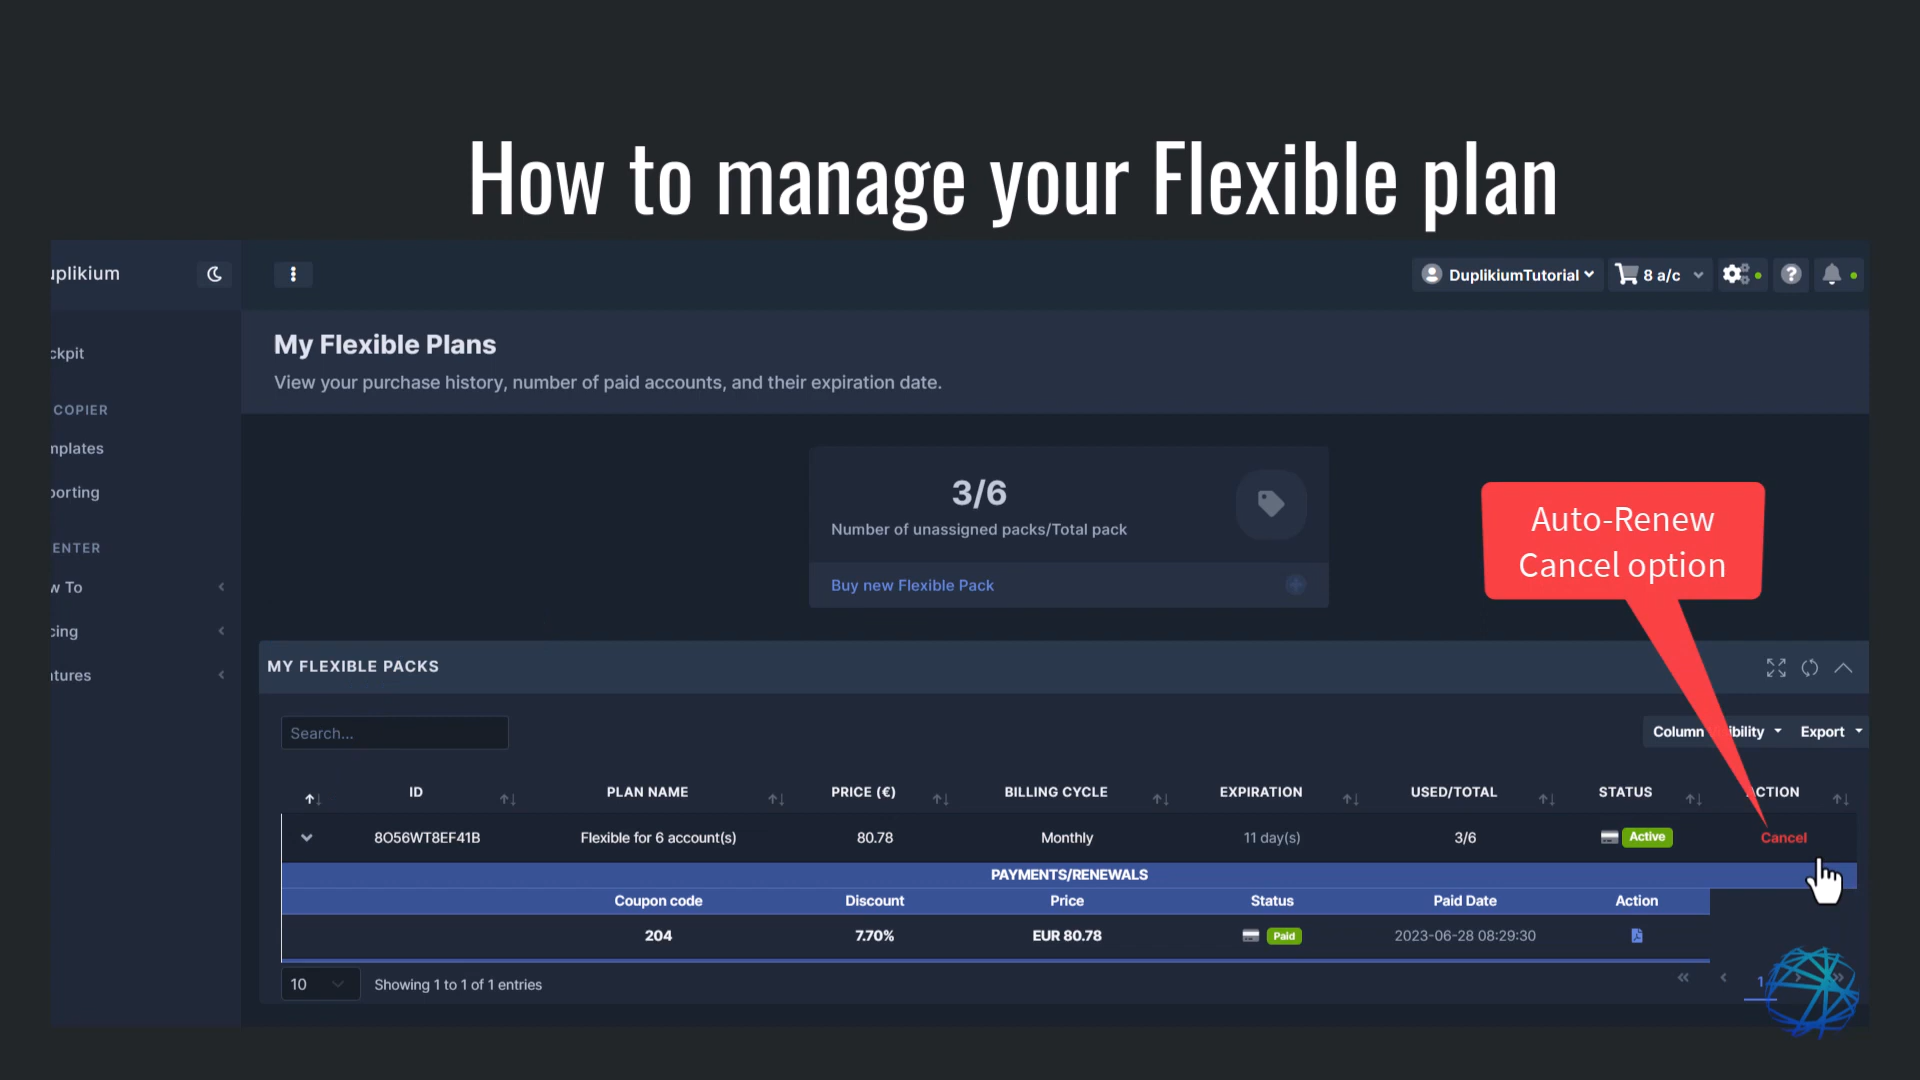 How to manage your Flexible plan
uplikium
DuplikiumTutorial
8 a/c
My Flexible Plans
View your purchase history, number of paid accounts, and their expiration date.
ckpit
COPIER
nplates
orting
ENTER
w To
cing
tures
3/6
Number of unassigned packs/Total pack
Buy new Flexible Pack
Auto-Renew
Cancel option
MY FLEXIBLE PACKS
Search...
Column ibility Export
ID PLAN NAME PRICE (€) BILLING CYCLE EXPIRATION USED/TOTAL STATUS CTION
8O56WT8EF41B Flexible for 6 account(s) 80.78 Monthly 11 day(s) 3/6 Active Cancel
PAYMENTS/RENEWALS
Coupon code Discount Price Status Paid Date Action
204 7.70% EUR 80.78 Paid 2023-06-28 08:29:30
10 Showing 1 to 1 of 1 entries
« ‹ 1 › »